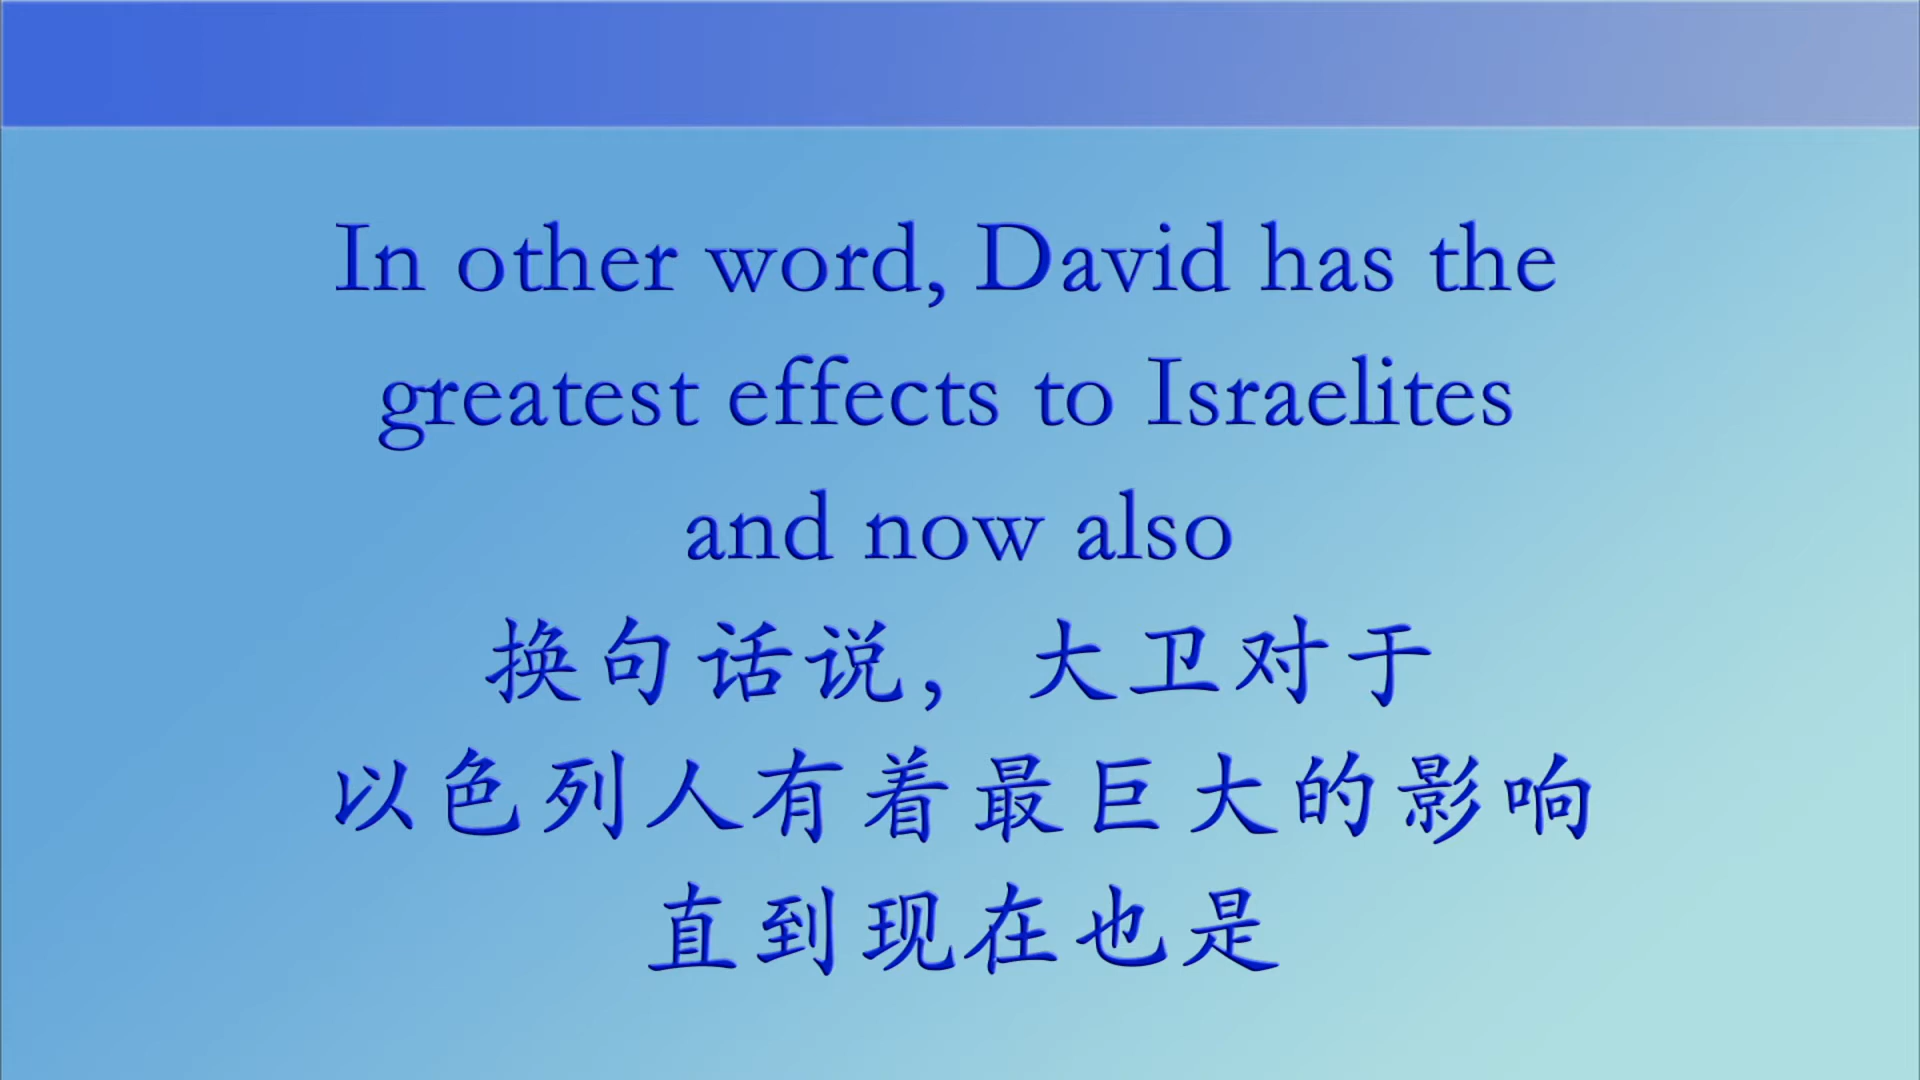 In other word, David has the
greatest effects to Israelites
and now also
换句话说，大卫对于
以色列人有着最巨大的影响
直到现在也是